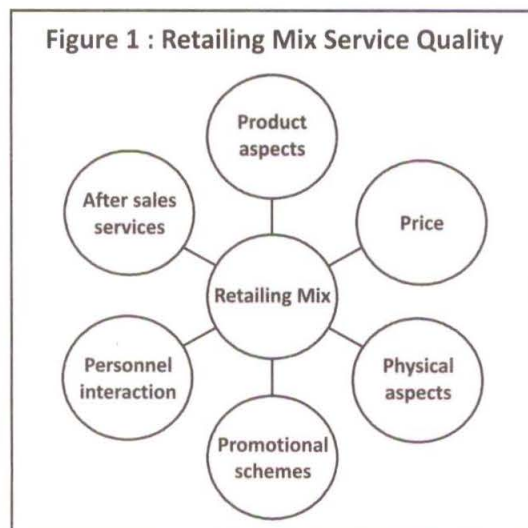 Figure 1 : Retailing Mix Service Quality
Product
aspects
After sales
services
Price
Retailing Mix
Personnel
interaction
Physical
aspects
Promotional
schemes